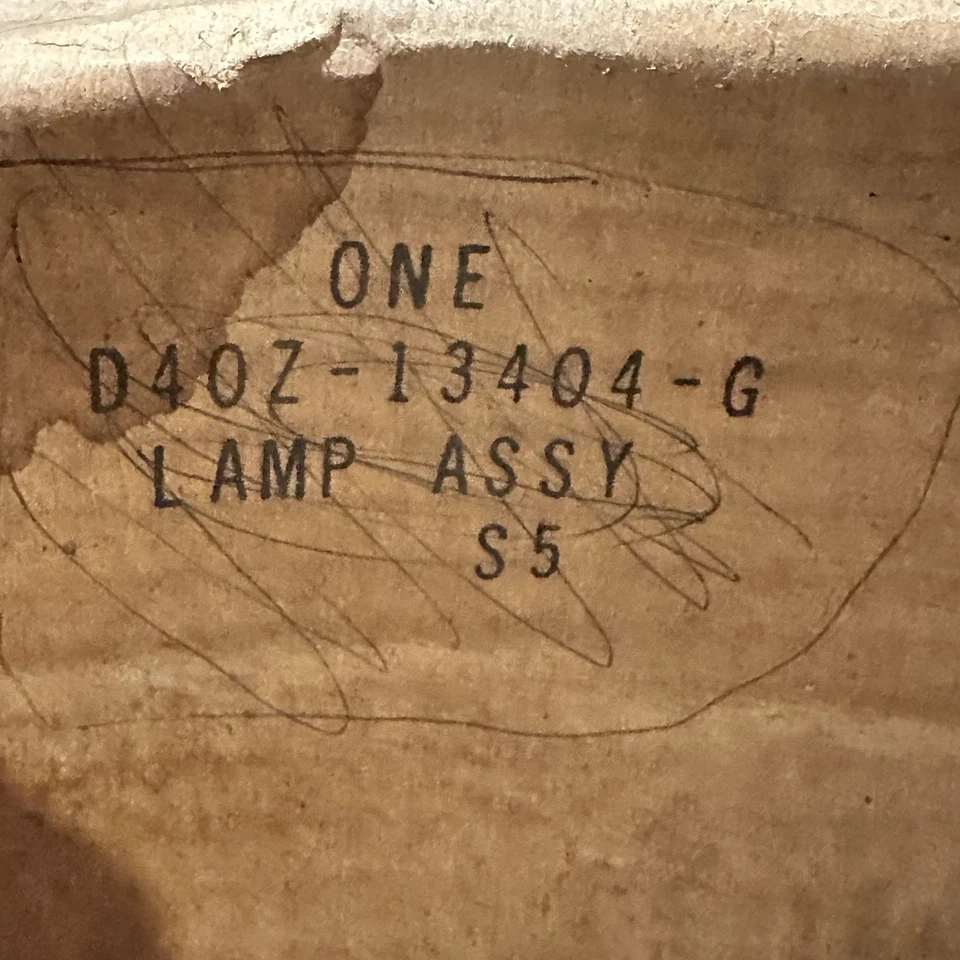 ONE
D4OZ-13404-G
LAMP ASSY
S5